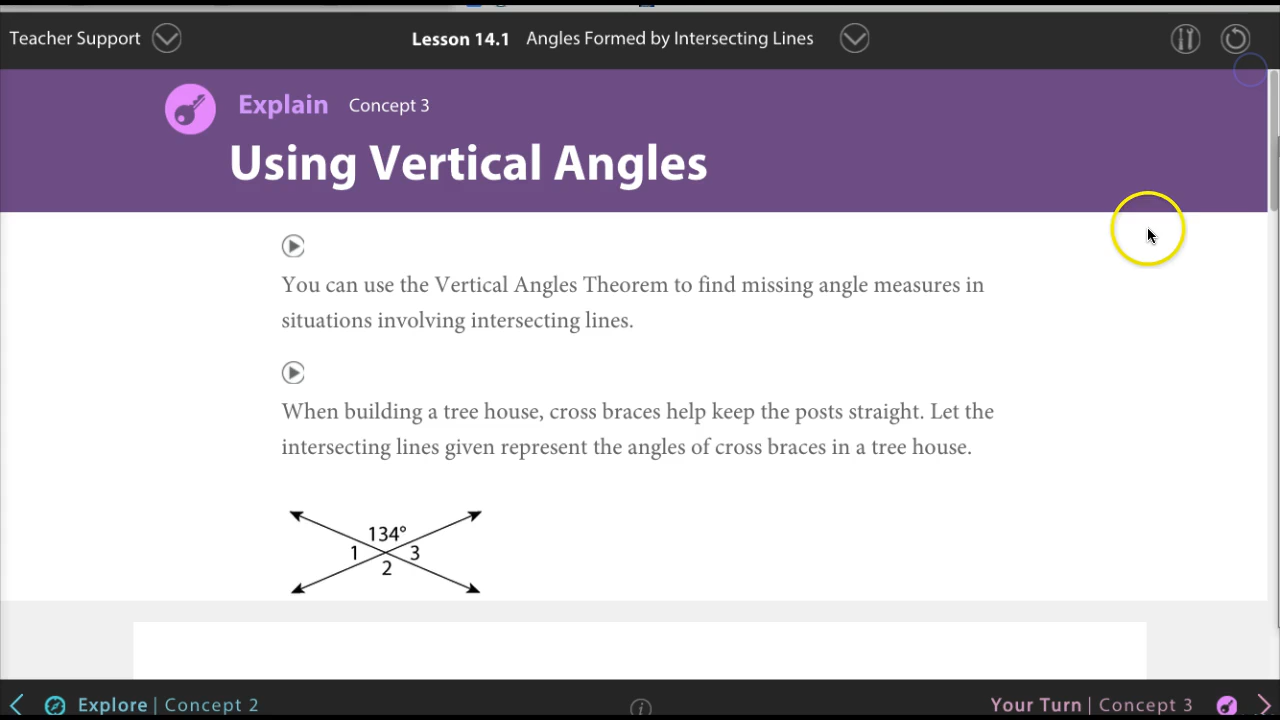 Teacher Support
Lesson 14.1 Angles Formed by Intersecting Lines
Explain Concept 3
Using Vertical Angles
You can use the Vertical Angles Theorem to find missing angle measures in
situations involving intersecting lines.
When building a tree house, cross braces help keep the posts straight. Let the
intersecting lines given represent the angles of cross braces in a tree house.
134°
1 3
2
Explore | Concept 2
i
Your Turn | Concept 3